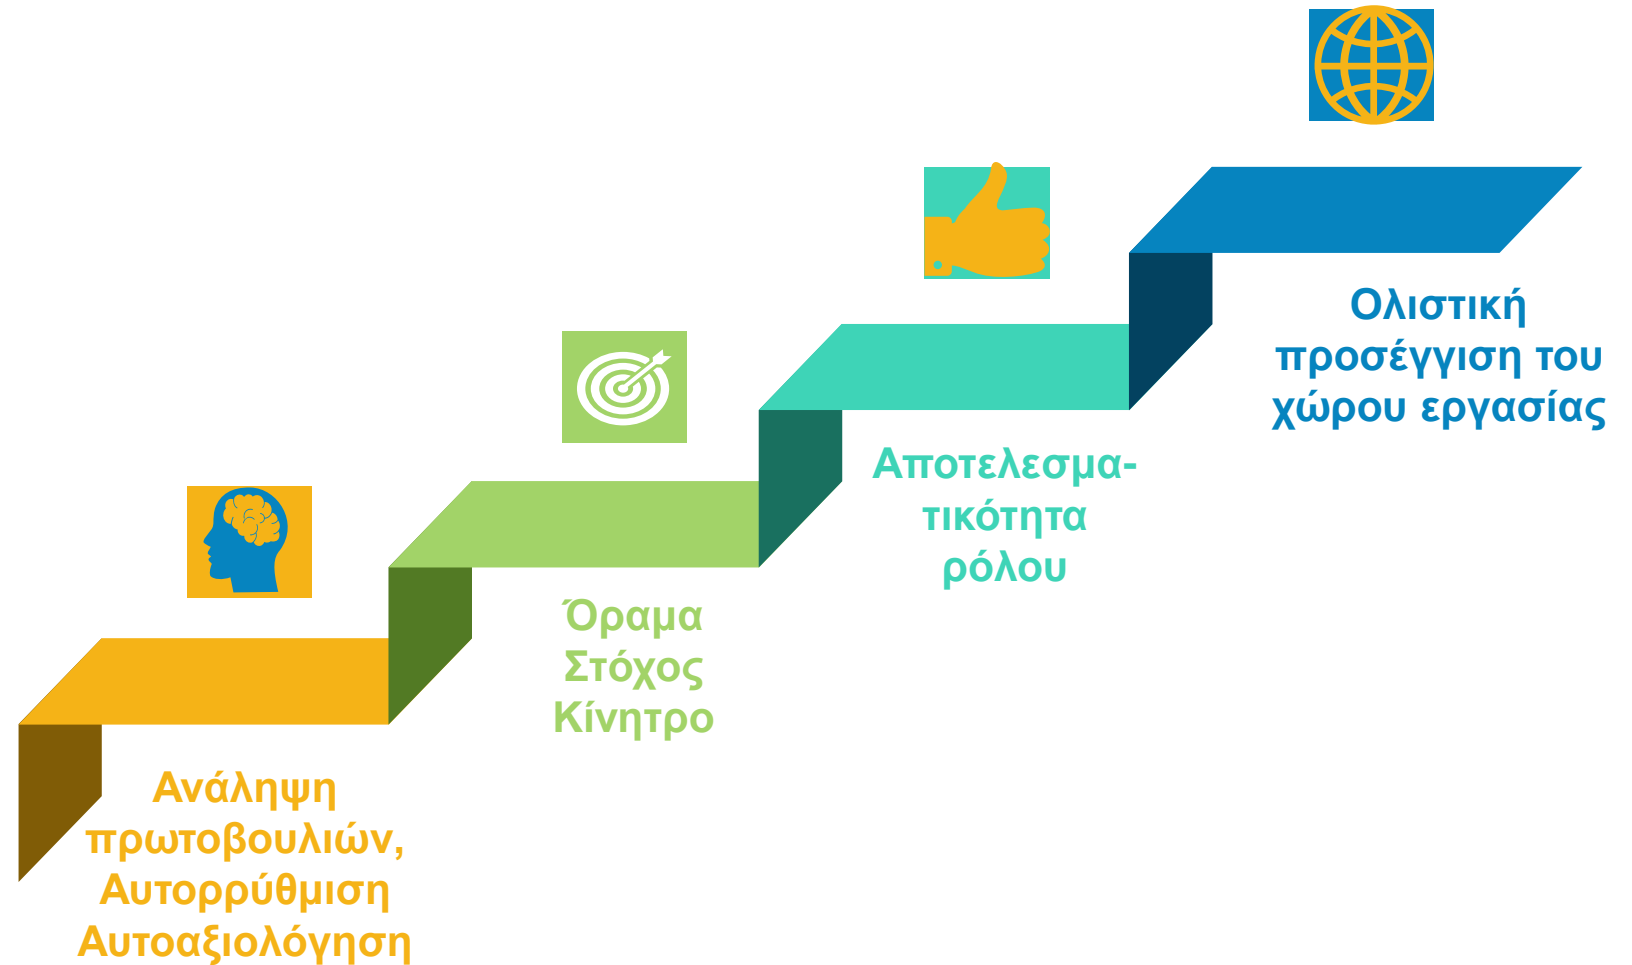 Ολιστική
προσέγγιση του
χώρου εργασίας
Αποτελεσμα-
τικότητα
ρόλου
Όραμα
Στόχος
Κίνητρο
Ανάληψη
πρωτοβουλιών,
Αυτορρύθμιση
Αυτοαξιολόγηση